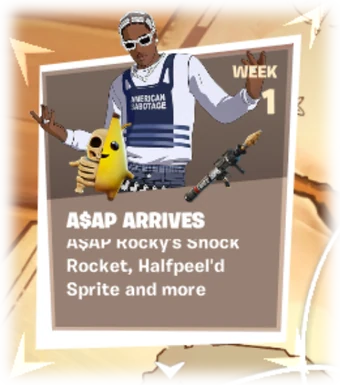 WEEK
1
AMERICAN
SABOTAGE
A$AP ARRIVES
A$AP Rocky's Shock
Rocket, Halfpeel'd
Sprite and more